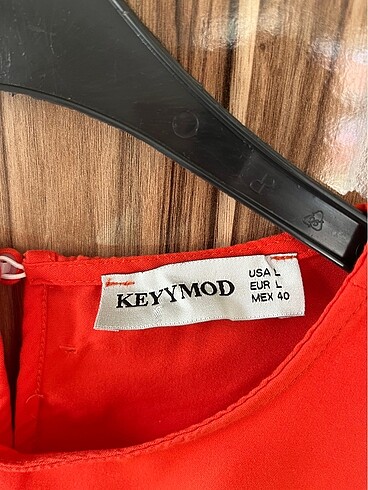 KEYYMOD
USA L
EUR L
MEX 40